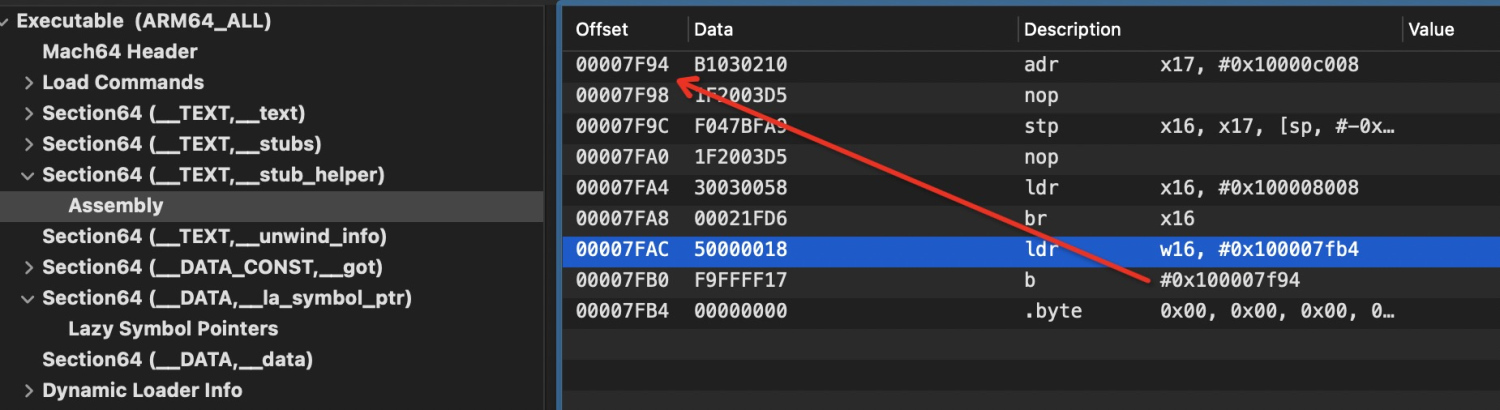 Executable (ARM64_ALL)
Mach64 Header
Load Commands
Section64 (__TEXT,__text)
Section64 (__TEXT,__stubs)
Section64 (__TEXT,__stub_helper)
Assembly
Section64 (__TEXT,__unwind_info)
Section64 (__DATA_CONST,__got)
Section64 (__DATA,__la_symbol_ptr)
Lazy Symbol Pointers
Section64 (__DATA,__data)
Dynamic Loader Info
Offset Data Description Value
00007F94 B1030210 adr x17, #0x10000c008
00007F98 1F2003D5 nop
00007F9C F047BFA9 stp x16, x17, [sp, #-0x…
00007FA0 1F2003D5 nop
00007FA4 30030058 ldr x16, #0x100008008
00007FA8 00021FD6 br x16
00007FAC 50000018 ldr w16, #0x100007fb4
00007FB0 F9FFFF17 b #0x100007f94
00007FB4 00000000 .byte 0x00, 0x00, 0x00, 0…